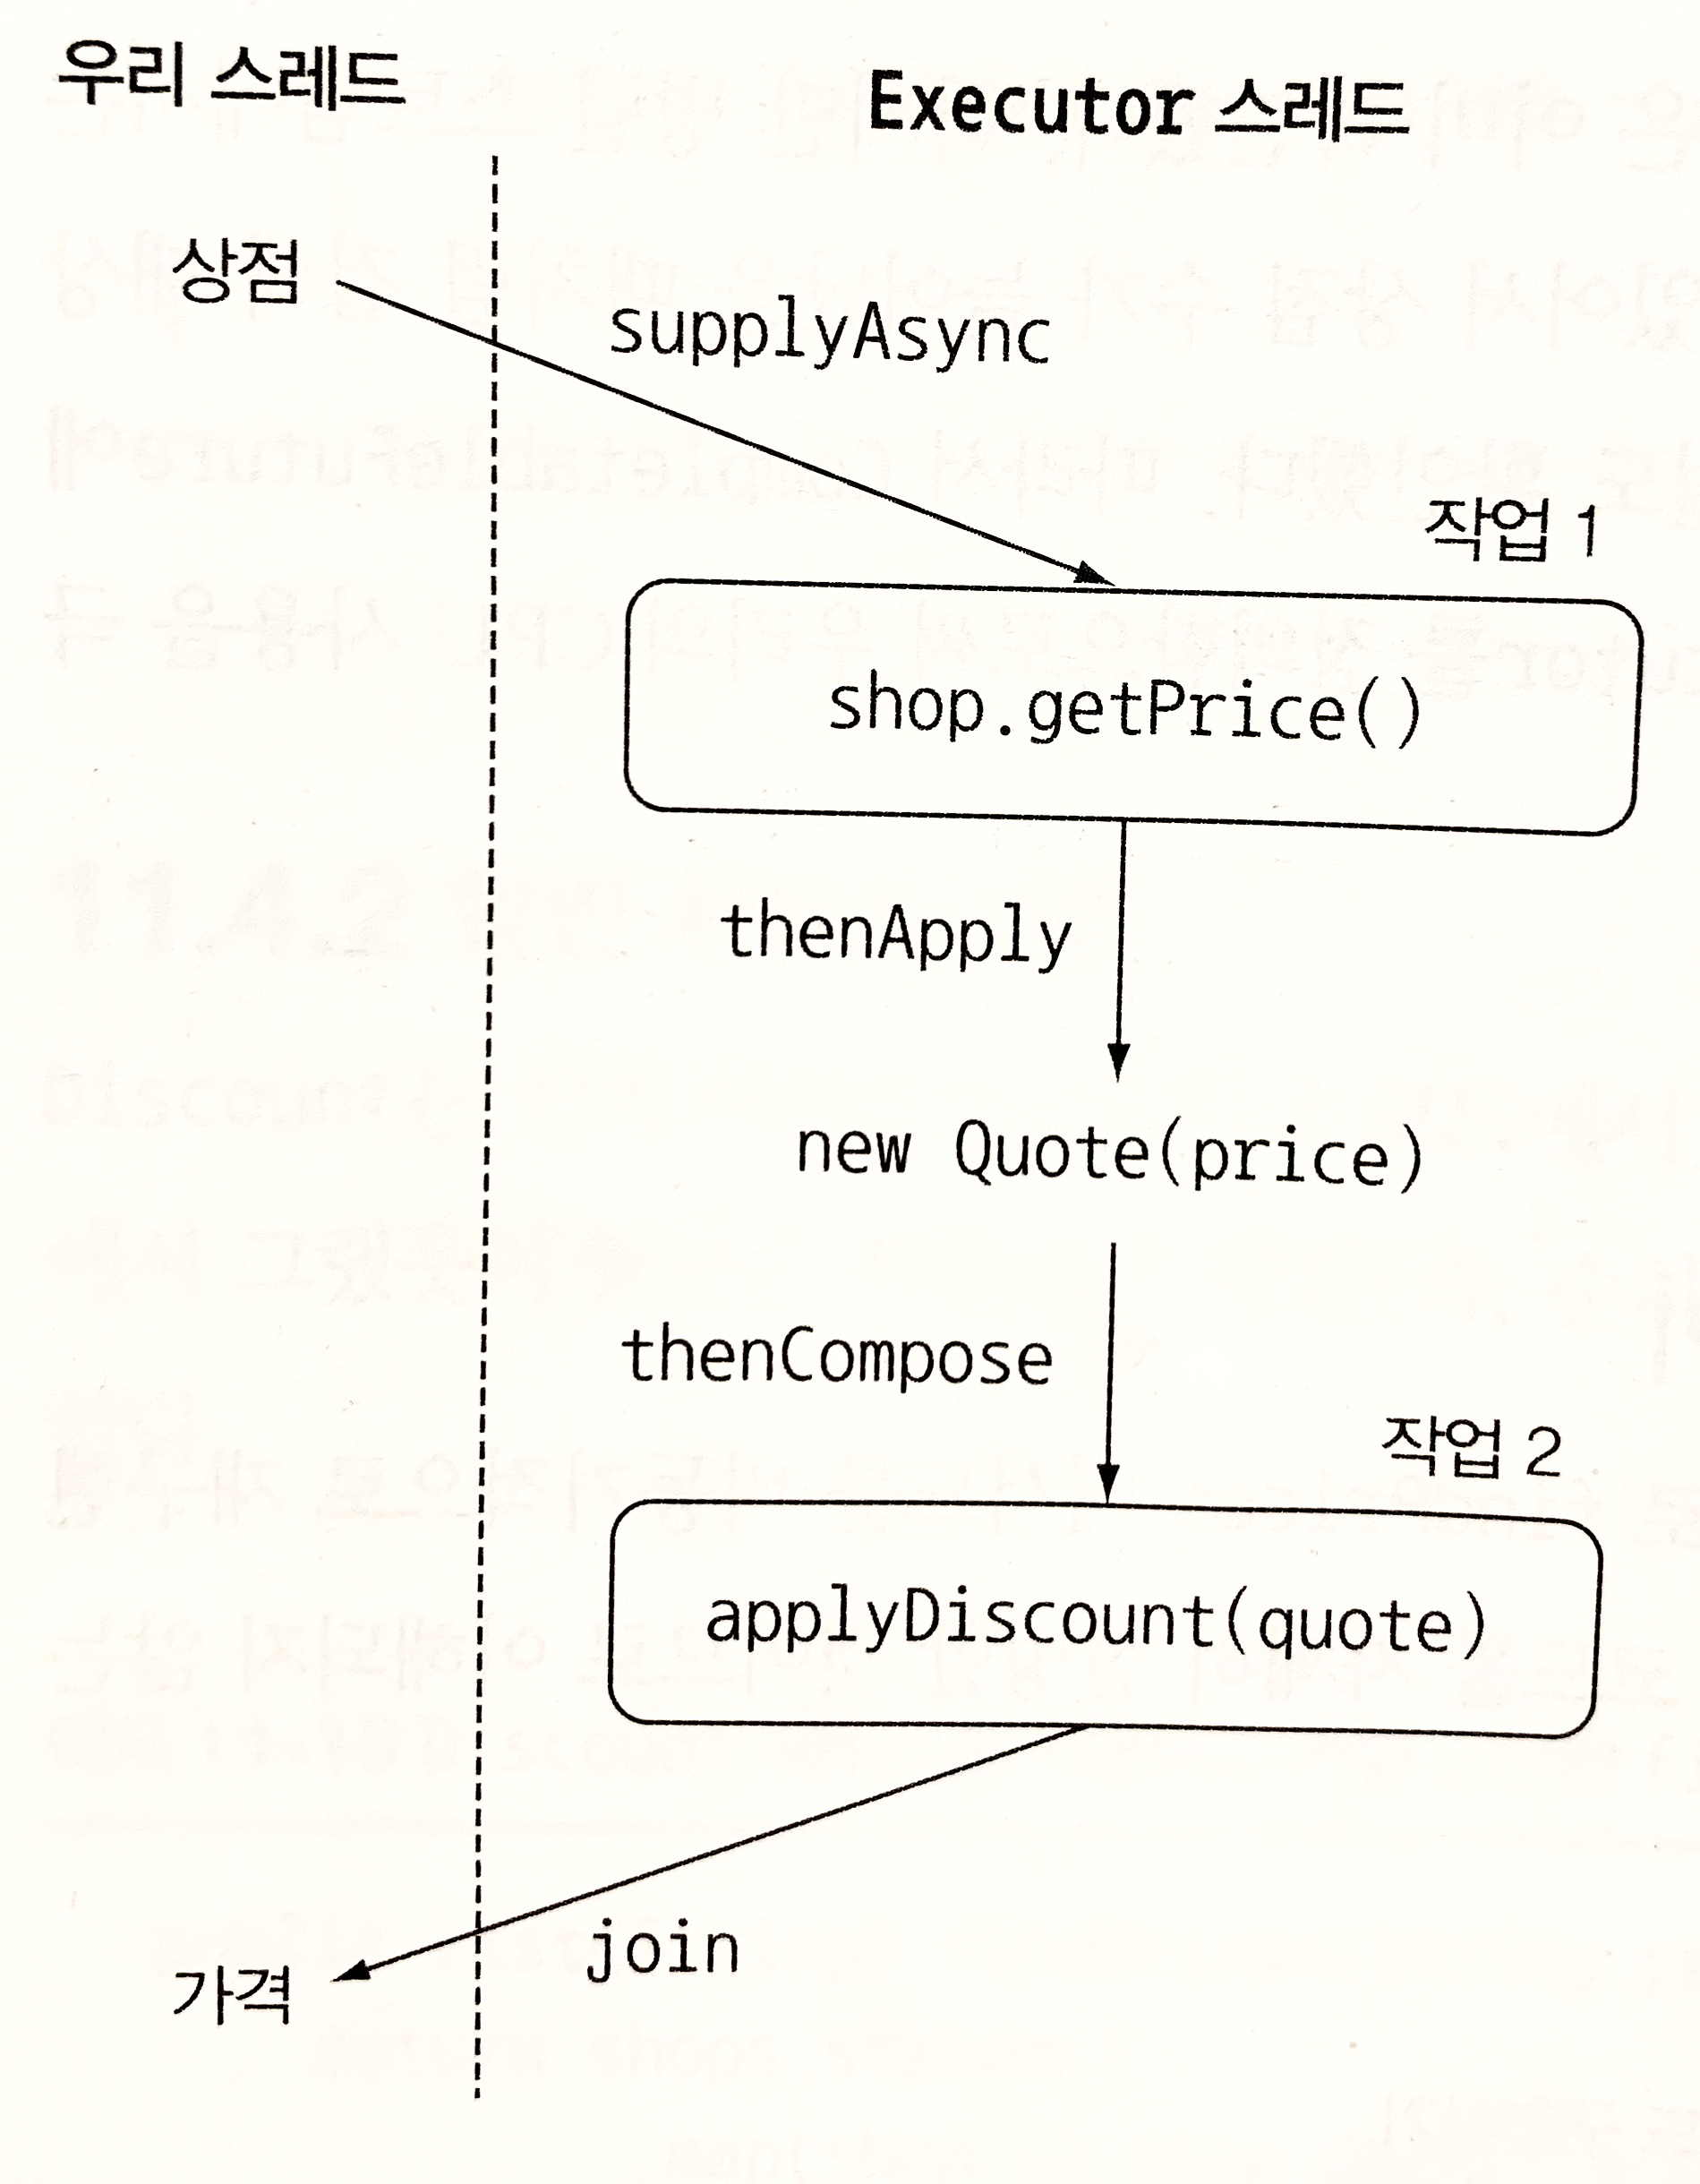 우리 스레드
Executor 스레드
상점
supplyAsync
작업 1
shop.getPrice()
thenApply
new Quote(price)
thenCompose
작업 2
applyDiscount(quote)
join
가격